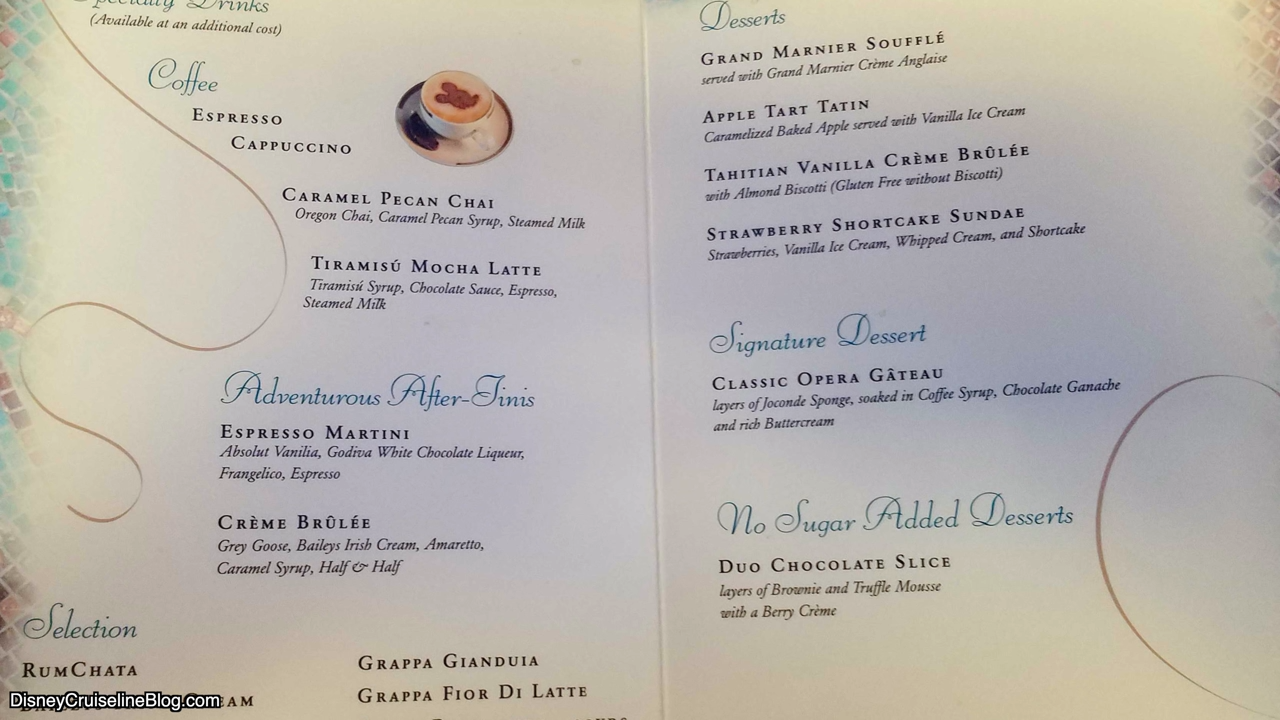 Specialty Drinks
(Available at an additional cost)
Coffee
Espresso
Cappuccino
Caramel Pecan Chai
Oregon Chai, Caramel Pecan Syrup, Steamed Milk
Tiramisú Mocha Latte
Tiramisú Syrup, Chocolate Sauce, Espresso,
Steamed Milk
Adventurous After-Tinis
Espresso Martini
Absolut Vanilia, Godiva White Chocolate Liqueur,
Frangelico, Espresso
Crème Brûlée
Grey Goose, Baileys Irish Cream, Amaretto,
Caramel Syrup, Half & Half
Selection
RumChata
Grappa Gianduia
Grappa Fior Di Latte
Desserts
Grand Marnier Soufflé
served with Grand Marnier Crème Anglaise
Apple Tart Tatin
Caramelized Baked Apple served with Vanilla Ice Cream
Tahitian Vanilla Crème Brûlée
with Almond Biscotti (Gluten Free without Biscotti)
Strawberry Shortcake Sundae
Strawberries, Vanilla Ice Cream, Whipped Cream, and Shortcake
Signature Dessert
Classic Opera Gâteau
layers of Joconde Sponge, soaked in Coffee Syrup, Chocolate Ganache
and rich Buttercream
No Sugar Added Desserts
Duo Chocolate Slice
layers of Brownie and Truffle Mousse
with a Berry Crème
DisneyCruiselineBlog.com